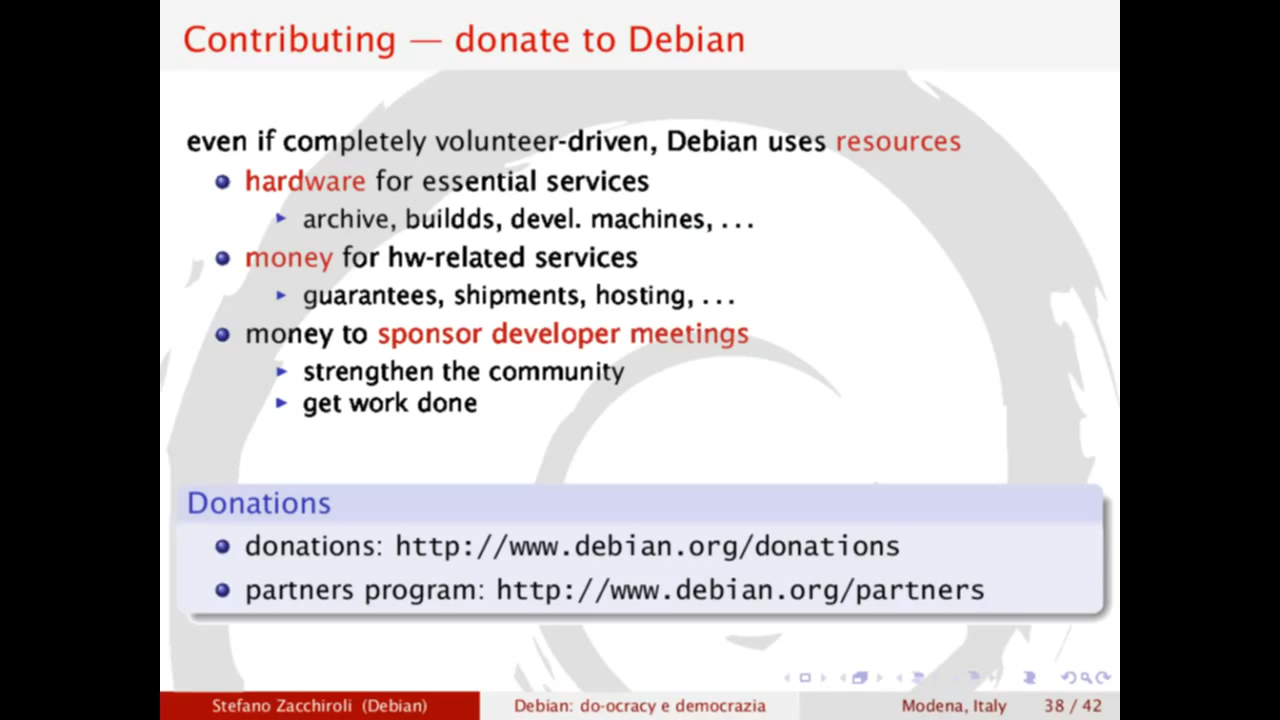 Contributing — donate to Debian
even if completely volunteer-driven, Debian uses resources
hardware for essential services
archive, buildds, devel. machines, ...
money for hw-related services
guarantees, shipments, hosting, ...
money to sponsor developer meetings
strengthen the community
get work done
Donations
donations: http://www.debian.org/donations
partners program: http://www.debian.org/partners
Stefano Zacchiroli (Debian) Debian: do-ocracy e democrazia Modena, Italy 38 / 42